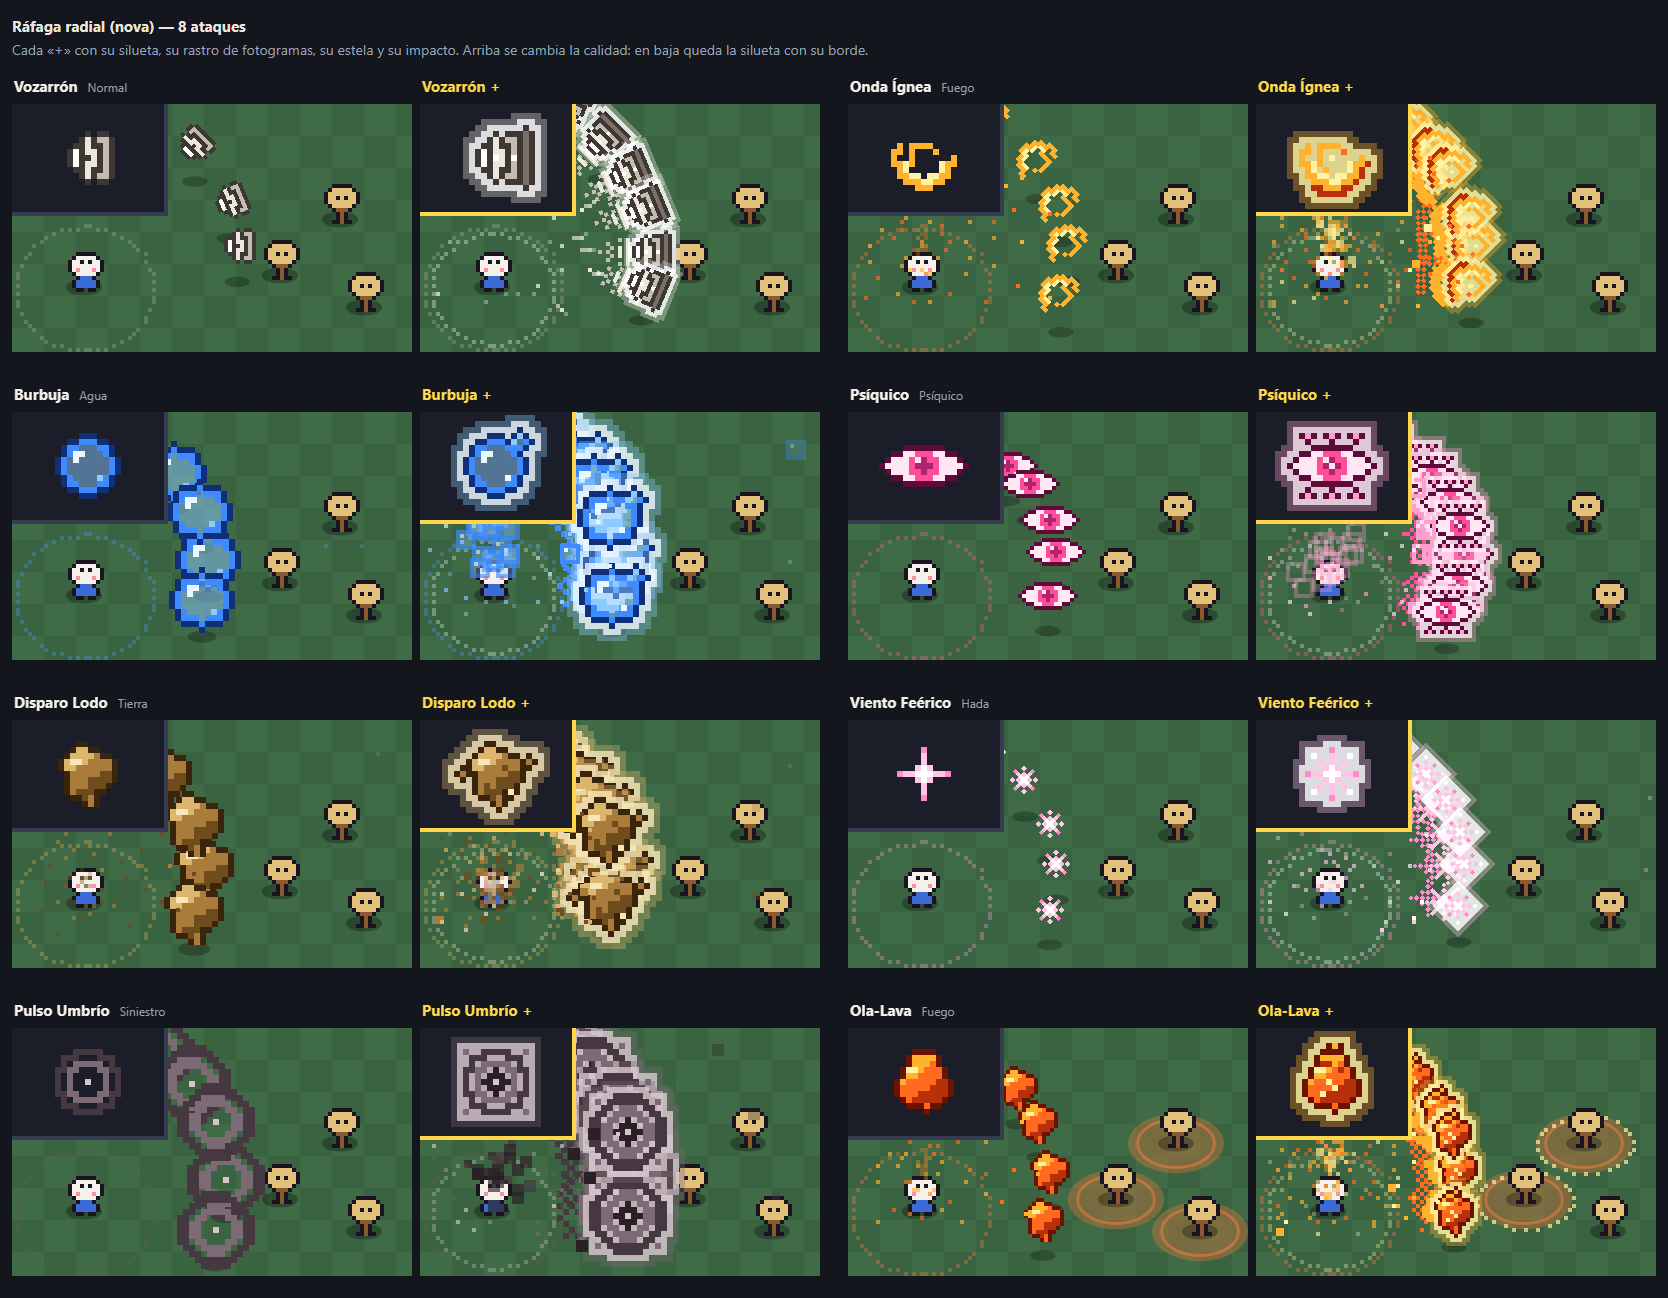 Ráfaga radial (nova) — 8 ataques
Cada «+» con su silueta, su rastro de fotogramas, su estela y su impacto. Arriba se cambia la calidad: en baja queda la silueta con su borde.
Vozarrón Normal
Vozarrón +
Onda Ígnea Fuego
Onda Ígnea +
Burbuja Agua
Burbuja +
Psíquico Psíquico
Psíquico +
Disparo Lodo Tierra
Disparo Lodo +
Viento Feérico Hada
Viento Feérico +
Pulso Umbrío Siniestro
Pulso Umbrío +
Ola-Lava Fuego
Ola-Lava +